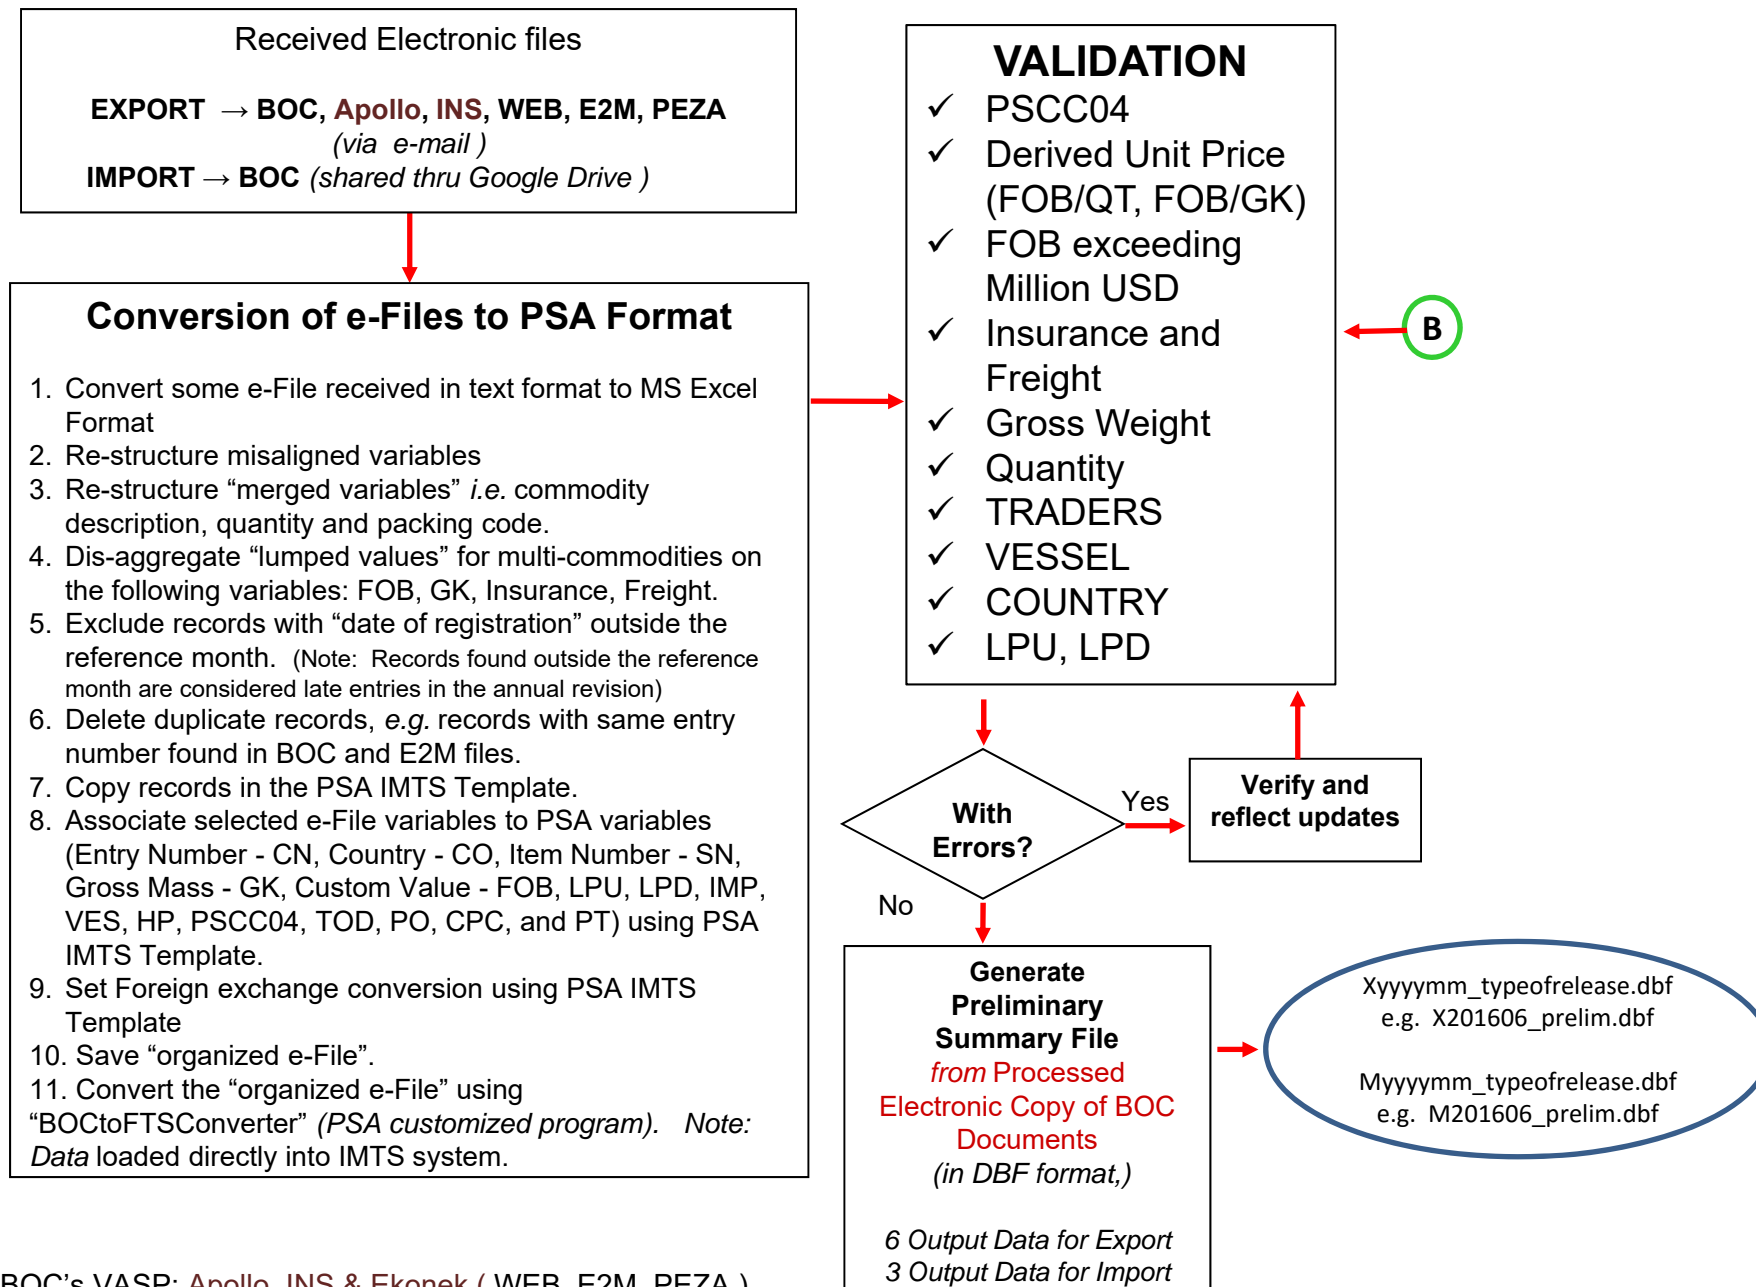 Received Electronic files
EXPORT → BOC, Apollo, INS, WEB, E2M, PEZA
(via e-mail )
IMPORT → BOC (shared thru Google Drive )
Conversion of e-Files to PSA Format
1. Convert some e-File received in text format to MS Excel
Format
2. Re-structure misaligned variables
3. Re-structure “merged variables” i.e. commodity
description, quantity and packing code.
4. Dis-aggregate “lumped values” for multi-commodities on
the following variables: FOB, GK, Insurance, Freight.
5. Exclude records with “date of registration” outside the
reference month. (Note: Records found outside the reference
month are considered late entries in the annual revision)
6. Delete duplicate records, e.g. records with same entry
number found in BOC and E2M files.
7. Copy records in the PSA IMTS Template.
8. Associate selected e-File variables to PSA variables
(Entry Number - CN, Country - CO, Item Number - SN,
Gross Mass - GK, Custom Value - FOB, LPU, LPD, IMP,
VES, HP, PSCC04, TOD, PO, CPC, and PT) using PSA
IMTS Template.
9. Set Foreign exchange conversion using PSA IMTS
Template
10. Save “organized e-File”.
11. Convert the “organized e-File” using
“BOCtoFTSConverter” (PSA customized program). Note:
Data loaded directly into IMTS system.
BOC’s VASP: Apollo, INS & Ekonek ( WEB, E2M, PEZA )
VALIDATION
✓ PSCC04
✓ Derived Unit Price
(FOB/QT, FOB/GK)
✓ FOB exceeding
Million USD
✓ Insurance and
Freight
✓ Gross Weight
✓ Quantity
✓ TRADERS
✓ VESSEL
✓ COUNTRY
✓ LPU, LPD
B
With
Errors?
Yes
Verify and
reflect updates
No
Generate
Preliminary
Summary File
from Processed
Electronic Copy of BOC
Documents
(in DBF format,)
6 Output Data for Export
3 Output Data for Import
Xyyyymm_typeofrelease.dbf
e.g. X201606_prelim.dbf
Myyyymm_typeofrelease.dbf
e.g. M201606_prelim.dbf